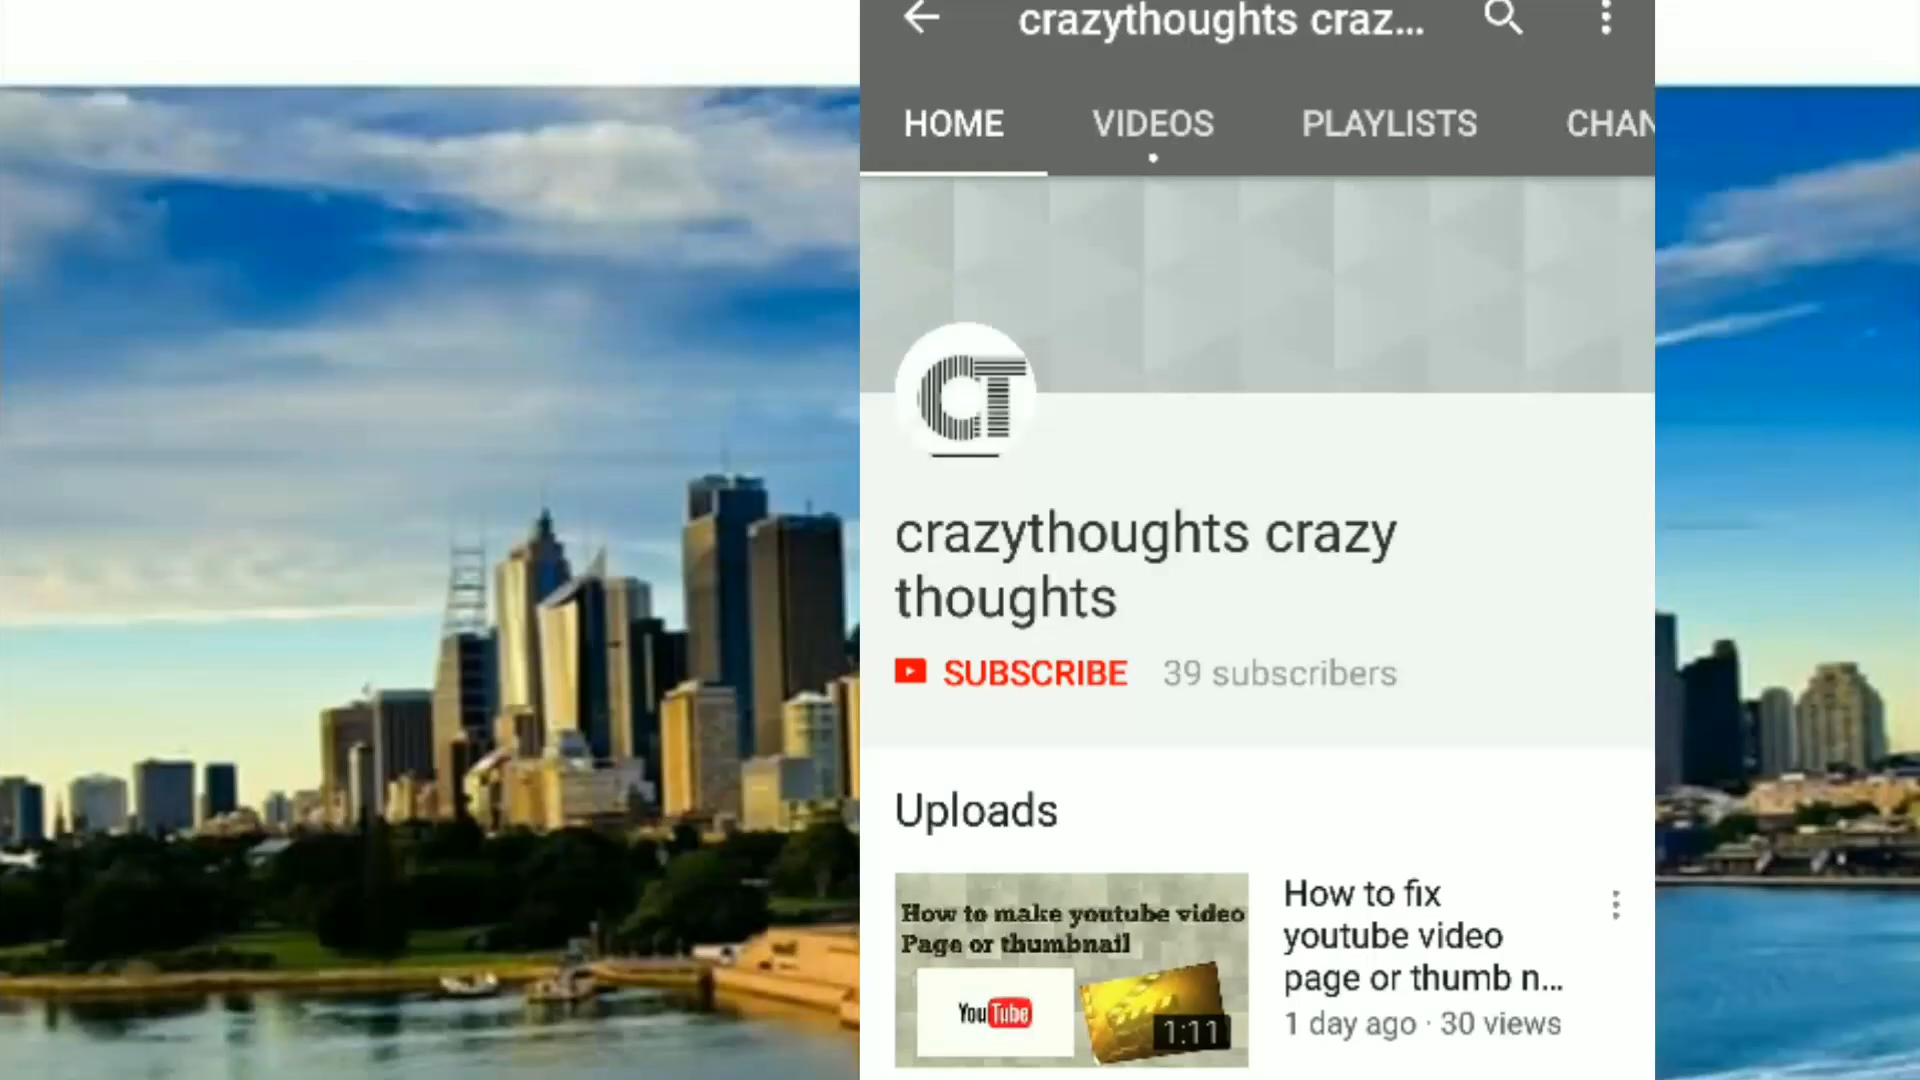 crazythoughts craz...
HOME VIDEOS PLAYLISTS CHAN
CT
crazythoughts crazy
thoughts
SUBSCRIBE 39 subscribers
Uploads
How to make youtube video
Page or thumbnail
YouTube
1:11
How to fix
youtube video
page or thumb n...
1 day ago · 30 views